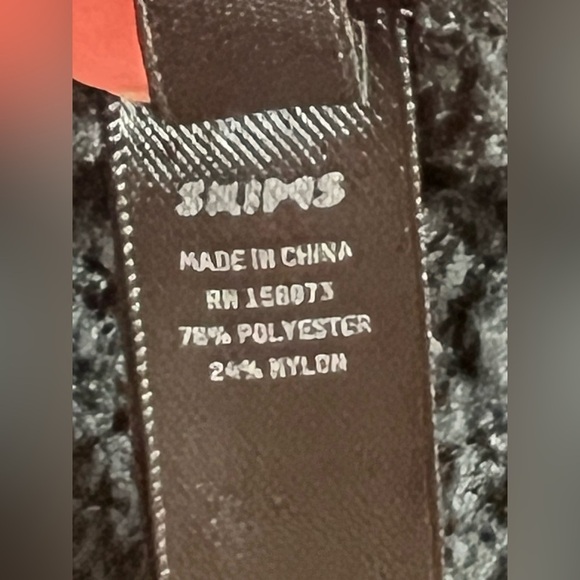 SKIMS
MADE IN CHINA
RN 158073
76% POLYESTER
24% NYLON